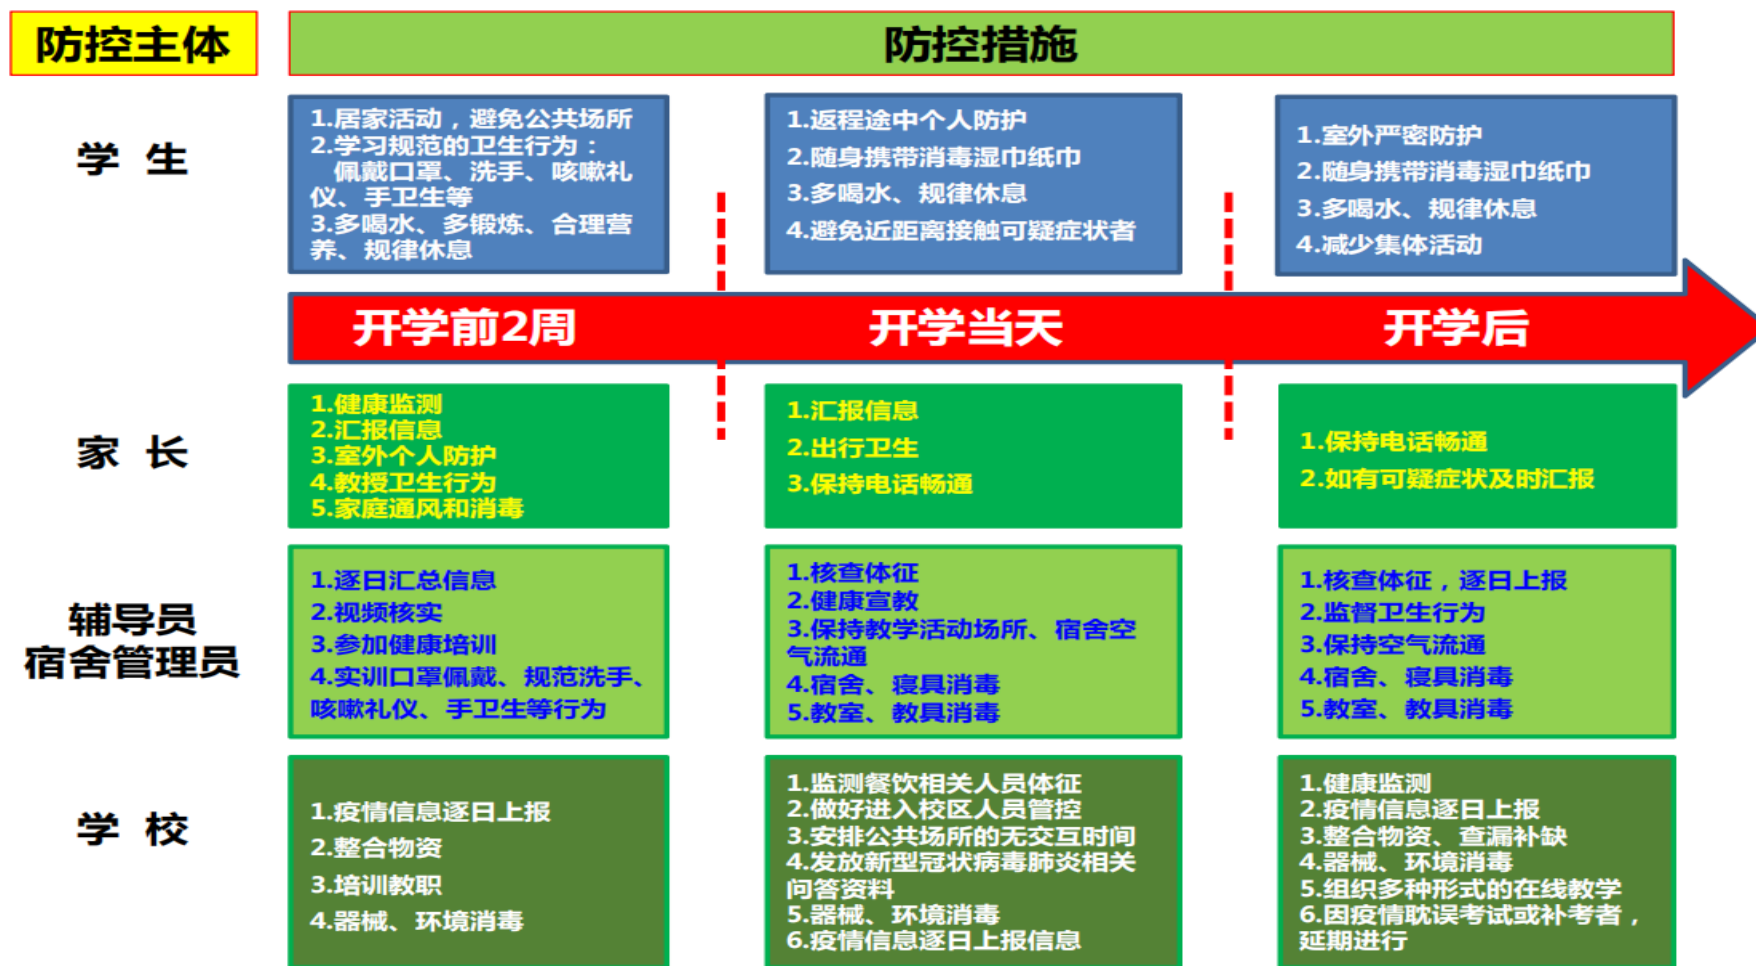 防控主体
防控措施
学 生
1.居家活动，避免公共场所
2.学习规范的卫生行为：
佩戴口罩、洗手、咳嗽礼
仪、手卫生等
3.多喝水、多锻炼、合理营
养、规律休息
1.返程途中个人防护
2.随身携带消毒湿巾纸巾
3.多喝水、规律休息
4.避免近距离接触可疑症状者
1.室外严密防护
2.随身携带消毒湿巾纸巾
3.多喝水、规律休息
4.减少集体活动
开学前2周
开学当天
开学后
家 长
1.健康监测
2.汇报信息
3.室外个人防护
4.教授卫生行为
5.家庭通风和消毒
1.汇报信息
2.出行卫生
3.保持电话畅通
1.保持电话畅通
2.如有可疑症状及时汇报
辅导员
宿舍管理员
1.逐日汇总信息
2.视频核实
3.参加健康培训
4.实训口罩佩戴、规范洗手、
咳嗽礼仪、手卫生等行为
1.核查体征
2.健康宣教
3.保持教学活动场所、宿舍空
气流通
4.宿舍、寝具消毒
5.教室、教具消毒
1.核查体征，逐日上报
2.监督卫生行为
3.保持空气流通
4.宿舍、寝具消毒
5.教室、教具消毒
学 校
1.疫情信息逐日上报
2.整合物资
3.培训教职
4.器械、环境消毒
1.监测餐饮相关人员体征
2.做好进入校区人员管控
3.安排公共场所的无交互时间
4.发放新型冠状病毒肺炎相关
问答资料
5.器械、环境消毒
6.疫情信息逐日上报信息
1.健康监测
2.疫情信息逐日上报
3.整合物资、查漏补缺
4.器械、环境消毒
5.组织多种形式的在线教学
6.因疫情耽误考试或补考者，
延期进行